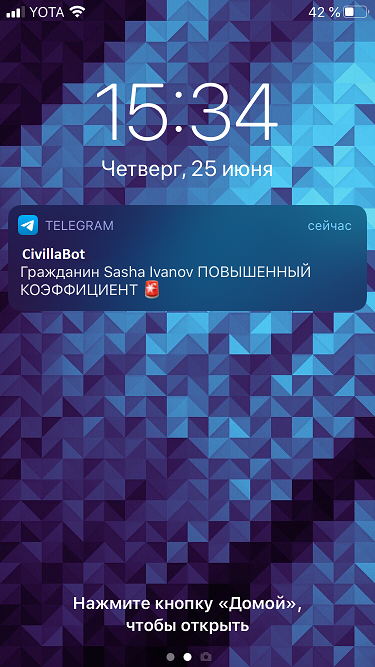 YOTA 42 %
15:34
Четверг, 25 июня
TELEGRAM сейчас
CivillaBot
Гражданин Sasha Ivanov ПОВЫШЕННЫЙ
КОЭФФИЦИЕНТ 🚨
Нажмите кнопку «Домой»,
чтобы открыть